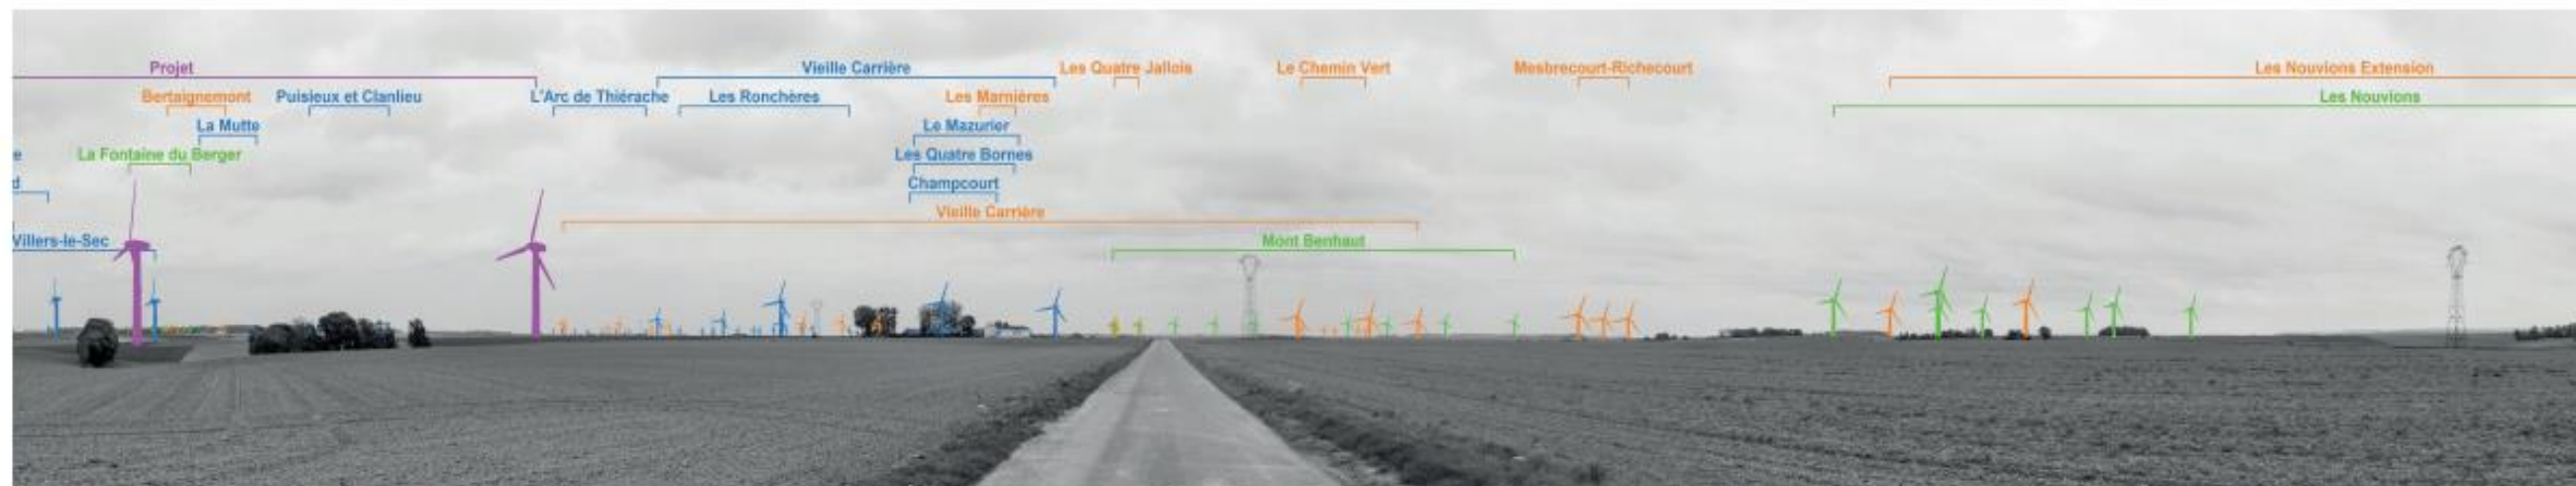 Projet
Vieille Carrière
Les Quatre Jallois
Le Chemin Vert
Mesbrecourt-Richecourt
Les Nouvions Extension
Bertaignemont
Puisieux et Clanlieu
L'Arc de Thiérache
Les Ronchères
Les Marnières
Les Nouvions
La Mutte
Le Mazurier
e
La Fontaine du Berger
Les Quatre Bornes
d
Champcourt
Vieille Carrière
Villers-le-Sec
Mont Benhaut